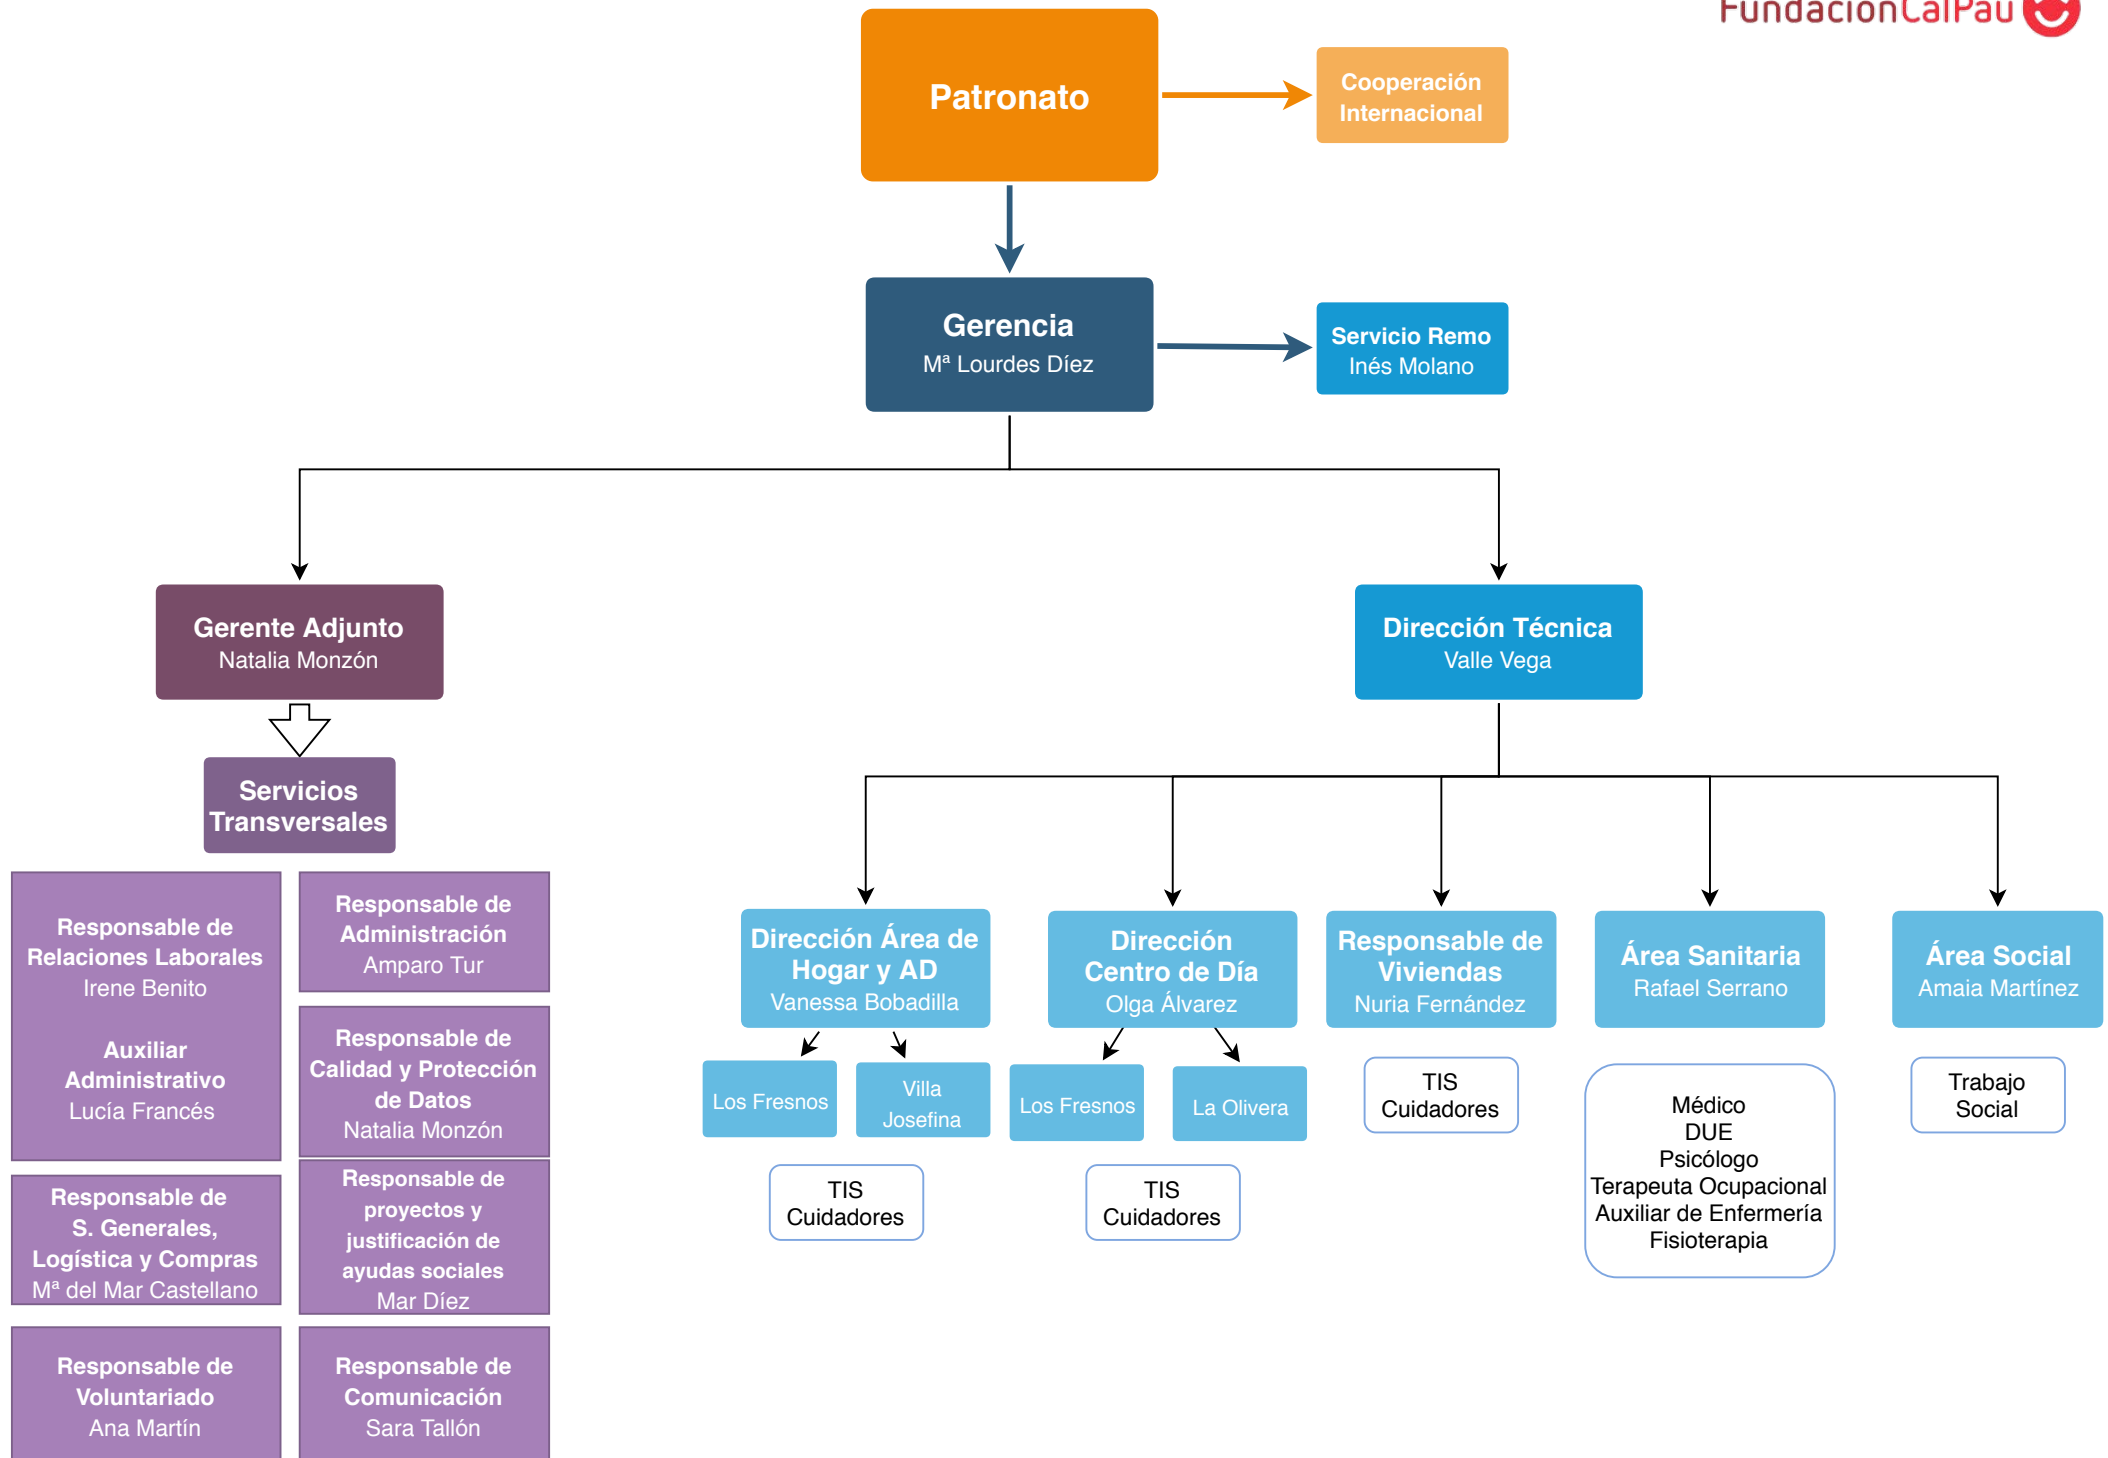 FundaciónCalPau
Patronato
Cooperación
Internacional
Gerencia
Mª Lourdes Díez
Servicio Remo
Inés Molano
Gerente Adjunto
Natalia Monzón
Dirección Técnica
Valle Vega
Servicios
Transversales
Responsable de
Relaciones Laborales
Irene Benito
Auxiliar
Administrativo
Lucía Francés
Responsable de
Administración
Amparo Tur
Responsable de
Calidad y Protección
de Datos
Natalia Monzón
Responsable de
S. Generales,
Logística y Compras
Mª del Mar Castellano
Responsable de
proyectos y
justificación de
ayudas sociales
Mar Díez
Responsable de
Voluntariado
Ana Martín
Responsable de
Comunicación
Sara Tallón
Dirección Área de
Hogar y AD
Vanessa Bobadilla
Los Fresnos
Villa
Josefina
TIS
Cuidadores
Dirección
Centro de Día
Olga Álvarez
Los Fresnos
La Olivera
TIS
Cuidadores
Responsable de
Viviendas
Nuria Fernández
TIS
Cuidadores
Área Sanitaria
Rafael Serrano
Médico
DUE
Psicólogo
Terapeuta Ocupacional
Auxiliar de Enfermería
Fisioterapia
Área Social
Amaia Martínez
Trabajo
Social